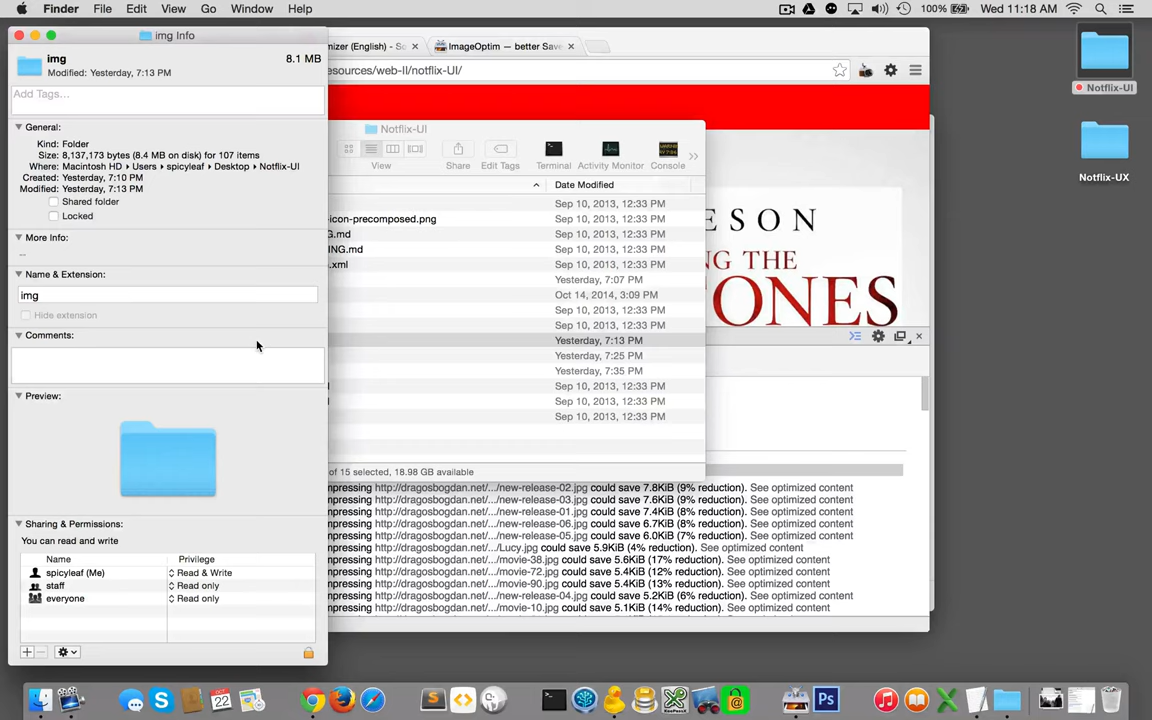 Finder File Edit View Go Window Help 100% Wed 11:18 AM
img Info
img 8.1 MB
Modified: Yesterday, 7:13 PM
Add Tags...
General:
Kind: Folder
Size: 8,137,173 bytes (8.4 MB on disk) for 107 items
Where: Macintosh HD ▸ Users ▸ spicyleaf ▸ Desktop ▸ Notflix-UI
Created: Yesterday, 7:10 PM
Modified: Yesterday, 7:13 PM
Shared folder
Locked
More Info:
--
Name & Extension:
img
Hide extension
Comments:
Preview:
Sharing & Permissions:
You can read and write
Name Privilege
spicyleaf (Me) Read & Write
staff Read only
everyone Read only
mizer (English) - So ImageOptim — better Save
esources/web-II/notflix-UI/
Notflix-UI
View Share Edit Tags Terminal Activity Monitor Console
Date Modified
Sep 10, 2013, 12:33 PM
-icon-precomposed.png Sep 10, 2013, 12:33 PM
G.md Sep 10, 2013, 12:33 PM
ING.md Sep 10, 2013, 12:33 PM
.xml Sep 10, 2013, 12:33 PM
Yesterday, 7:07 PM
Oct 14, 2014, 3:09 PM
Sep 10, 2013, 12:33 PM
Sep 10, 2013, 12:33 PM
Yesterday, 7:13 PM
Yesterday, 7:25 PM
Yesterday, 7:35 PM
Sep 10, 2013, 12:33 PM
Sep 10, 2013, 12:33 PM
Sep 10, 2013, 12:33 PM
of 15 selected, 18.98 GB available
ESON
NG THE
ONES
mpressing http://dragosbogdan.net/.../new-release-02.jpg could save 7.8KiB (9% reduction). See optimized content
mpressing http://dragosbogdan.net/.../new-release-03.jpg could save 7.6KiB (9% reduction). See optimized content
mpressing http://dragosbogdan.net/.../new-release-01.jpg could save 7.4KiB (8% reduction). See optimized content
mpressing http://dragosbogdan.net/.../new-release-06.jpg could save 6.7KiB (8% reduction). See optimized content
mpressing http://dragosbogdan.net/.../new-release-05.jpg could save 6.0KiB (7% reduction). See optimized content
mpressing http://dragosbogdan.net/.../Lucy.jpg could save 5.9KiB (4% reduction). See optimized content
mpressing http://dragosbogdan.net/.../movie-38.jpg could save 5.6KiB (17% reduction). See optimized content
mpressing http://dragosbogdan.net/.../movie-72.jpg could save 5.4KiB (12% reduction). See optimized content
mpressing http://dragosbogdan.net/.../movie-90.jpg could save 5.4KiB (13% reduction). See optimized content
mpressing http://dragosbogdan.net/.../new-release-04.jpg could save 5.2KiB (6% reduction). See optimized content
mpressing http://dragosbogdan.net/.../movie-10.jpg could save 5.1KiB (14% reduction). See optimized content
Notflix-UI
Notflix-UX
OCT
22
Ps